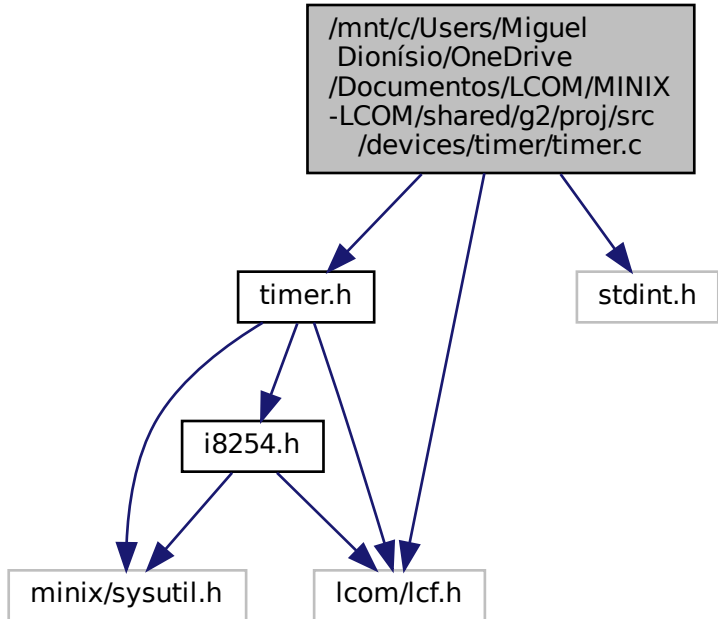 /mnt/c/Users/Miguel
Dionísio/OneDrive
/Documentos/LCOM/MINIX
-LCOM/shared/g2/proj/src
/devices/timer/timer.c
timer.h
stdint.h
i8254.h
minix/sysutil.h
lcom/lcf.h